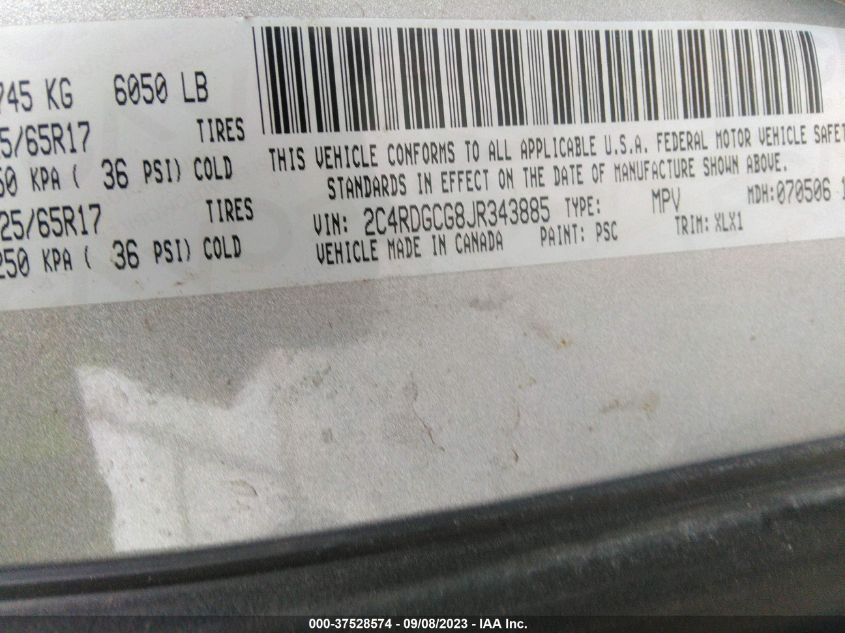 745 KG 6050 LB
5/65R17 TIRES
50 KPA ( 36 PSI) COLD
25/65R17 TIRES
250 KPA ( 36 PSI) COLD
THIS VEHICLE CONFORMS TO ALL APPLICABLE U.S.A. FEDERAL MOTOR VEHICLE SAFET
STANDARDS IN EFFECT ON THE DATE OF MANUFACTURE SHOWN ABOVE.
VIN: 2C4RDGCG8JR343885 TYPE: MPV MDH:070506 1
VEHICLE MADE IN CANADA PAINT: PSC TRIM: XLX1
000-37528574 - 09/08/2023 - IAA Inc.